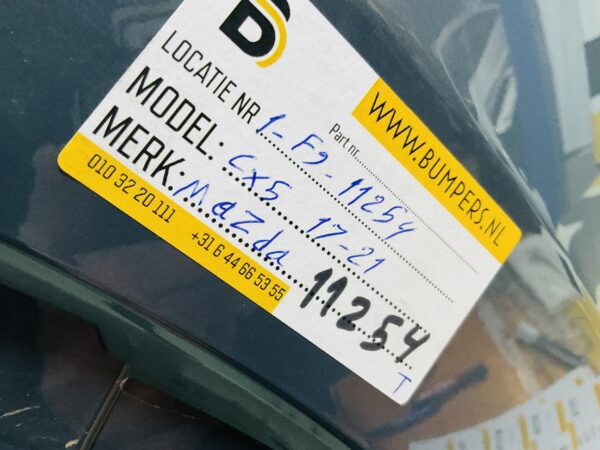 B
WWW.BUMPERS.NL
Part nr.
LOCATIE NR 1-F9-11254
MODEL: CX5 17-21
MERK: Mazda
11254
T
010 32 20 111
+31 6 44 66 53 55